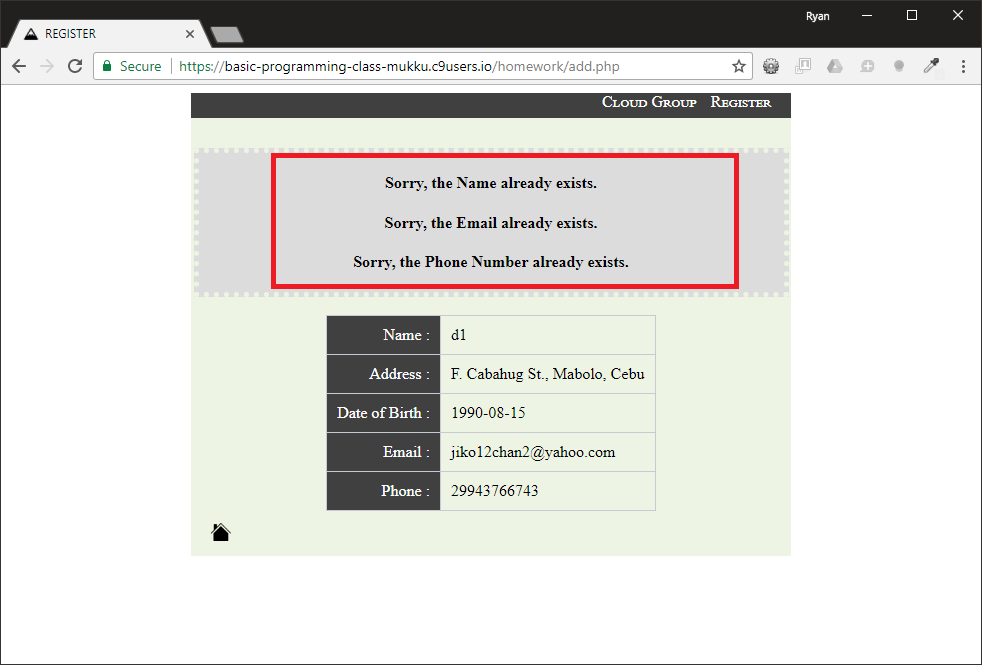 Ryan
REGISTER
Secure https://basic-programming-class-mukku.c9users.io/homework/add.php
Cloud Group Register
Sorry, the Name already exists.
Sorry, the Email already exists.
Sorry, the Phone Number already exists.
Name : d1
Address : F. Cabahug St., Mabolo, Cebu
Date of Birth : 1990-08-15
Email : jiko12chan2@yahoo.com
Phone : 29943766743